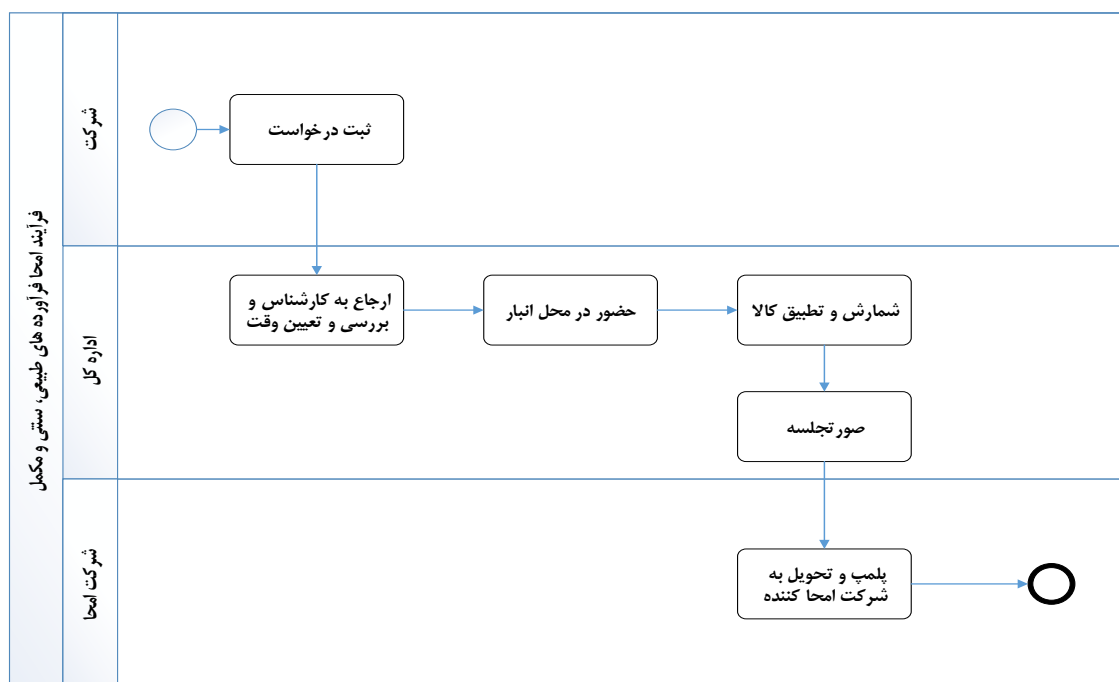 فرآیند امحا فرآورده های طبیعی، سنتی و مکمل
شرکت
ثبت درخواست
اداره کل
ارجاع به کارشناس و
بررسی و تعیین وقت
حضور در محل انبار
شمارش و تطبیق کالا
صورتجلسه
شرکت امحا
پلمپ و تحویل به
شرکت امحا کننده